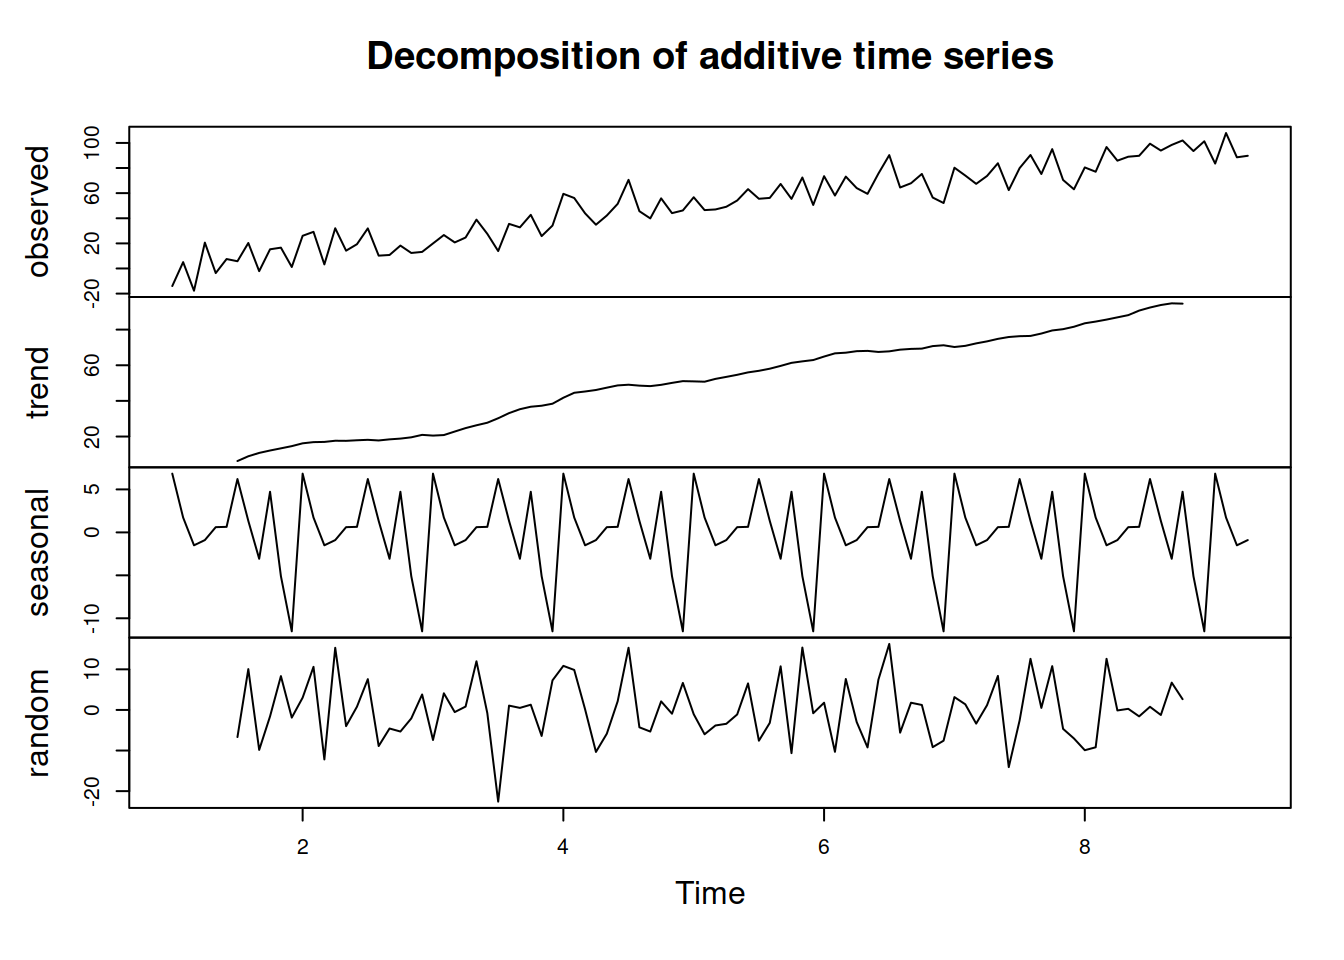 Decomposition of additive time series
observed
-20 20 60 100
trend
20 60
seasonal
-10 0 5
random
-20 0 10
2 4 6 8
Time